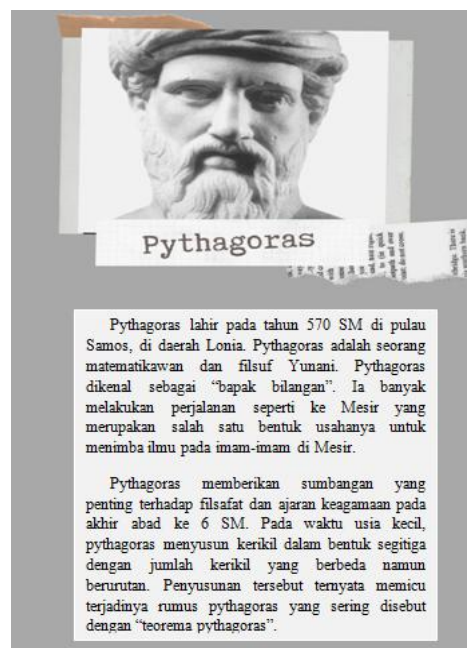 Pythagoras
Pythagoras lahir pada tahun 570 SM di pulau
Samos, di daerah Lonia. Pythagoras adalah seorang
matematikawan dan filsuf Yunani. Pythagoras
dikenal sebagai “bapak bilangan”. Ia banyak
melakukan perjalanan seperti ke Mesir yang
merupakan salah satu bentuk usahanya untuk
menimba ilmu pada imam-imam di Mesir.
Pythagoras memberikan sumbangan yang
penting terhadap filsafat dan ajaran keagamaan pada
akhir abad ke 6 SM. Pada waktu usia kecil,
pythagoras menyusun kerikil dalam bentuk segitiga
dengan jumlah kerikil yang berbeda namun
berurutan. Penyusunan tersebut ternyata memicu
terjadinya rumus pythagoras yang sering disebut
dengan “teorema pythagoras”.